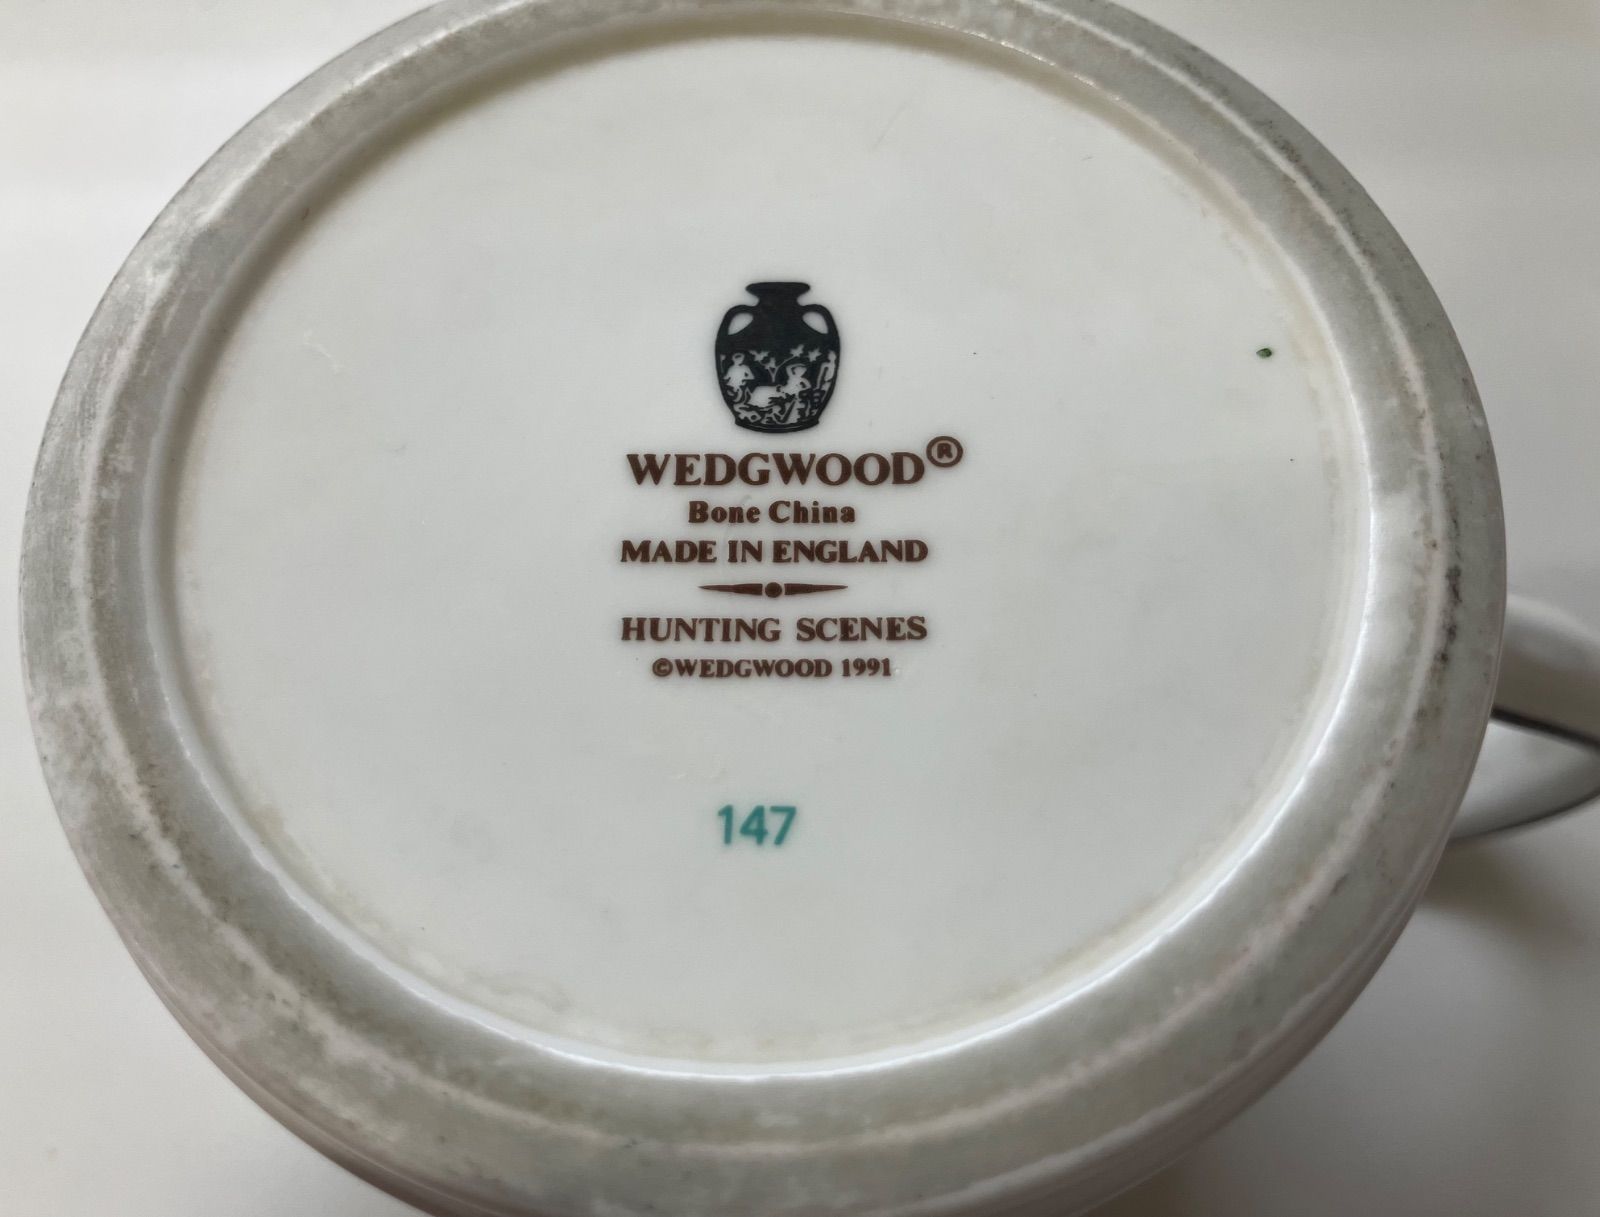 WEDGWOOD®
Bone China
MADE IN ENGLAND
HUNTING SCENES
©WEDGWOOD 1991
147